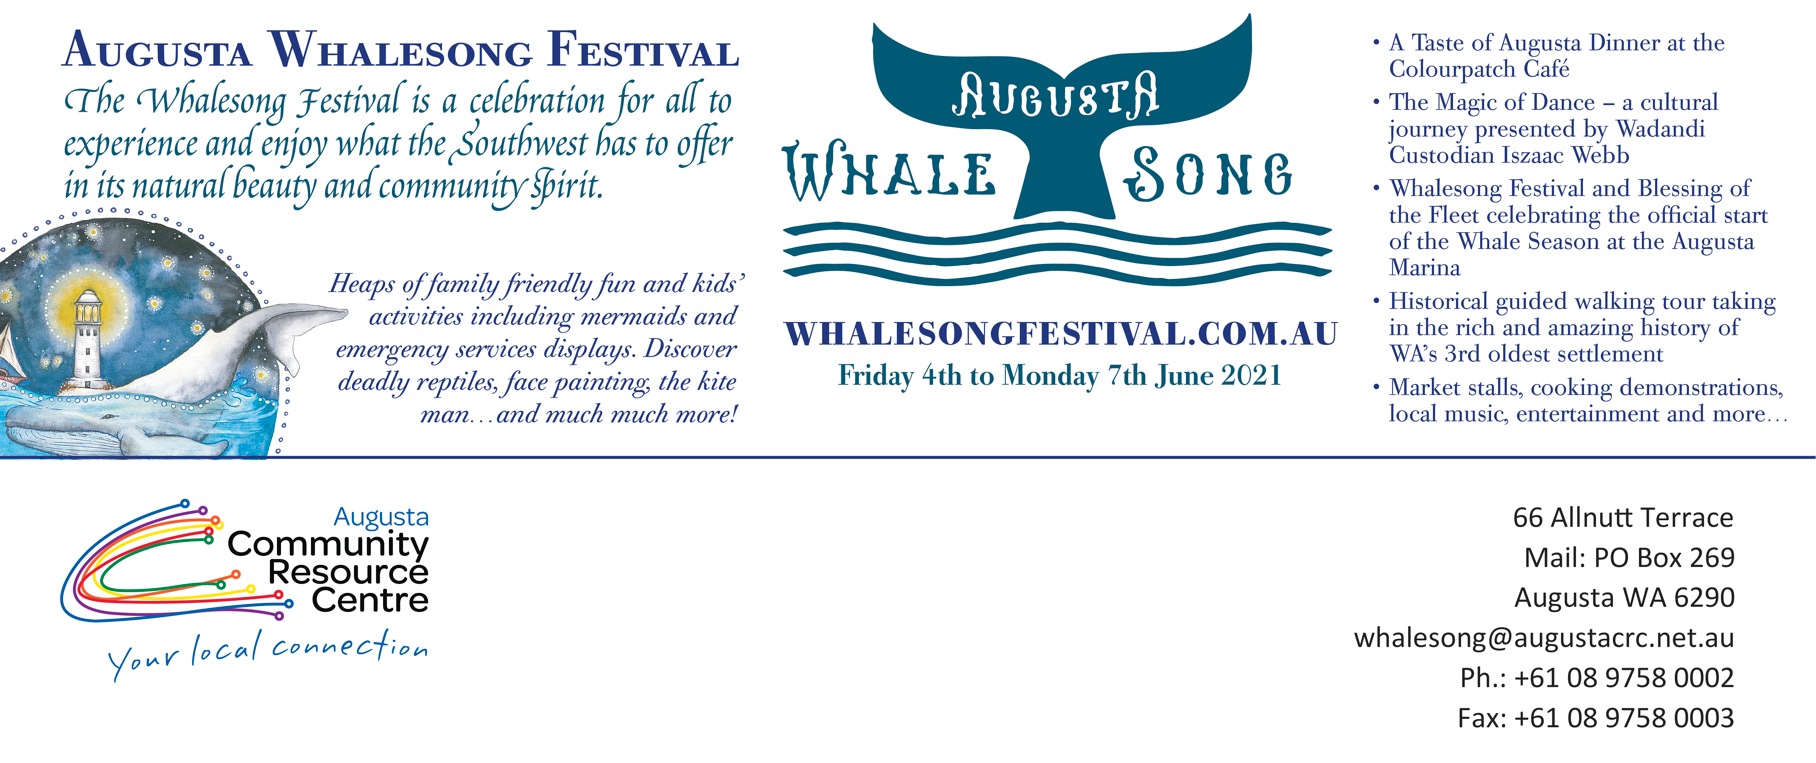 AUGUSTA WHALESONG FESTIVAL
The Whalesong Festival is a celebration for all to
experience and enjoy what the Southwest has to offer
in its natural beauty and community spirit.
Heaps of family friendly fun and kids’
activities including mermaids and
emergency services displays. Discover
deadly reptiles, face painting, the kite
man…and much much more!
AUGUSTA
WHALE SONG
WHALESONGFESTIVAL.COM.AU
Friday 4th to Monday 7th June 2021
• A Taste of Augusta Dinner at the
Colourpatch Café
• The Magic of Dance – a cultural
journey presented by Wadandi
Custodian Iszaac Webb
• Whalesong Festival and Blessing of
the Fleet celebrating the official start
of the Whale Season at the Augusta
Marina
• Historical guided walking tour taking
in the rich and amazing history of
WA’s 3rd oldest settlement
• Market stalls, cooking demonstrations,
local music, entertainment and more…
Augusta
Community
Resource
Centre
Your local connection
66 Allnutt Terrace
Mail: PO Box 269
Augusta WA 6290
whalesong@augustacrc.net.au
Ph.: +61 08 9758 0002
Fax: +61 08 9758 0003